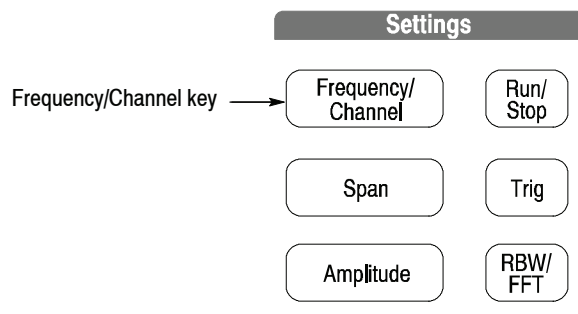 Settings
Frequency/Channel key
Frequency/
Channel
Run/
Stop
Span
Trig
Amplitude
RBW/
FFT